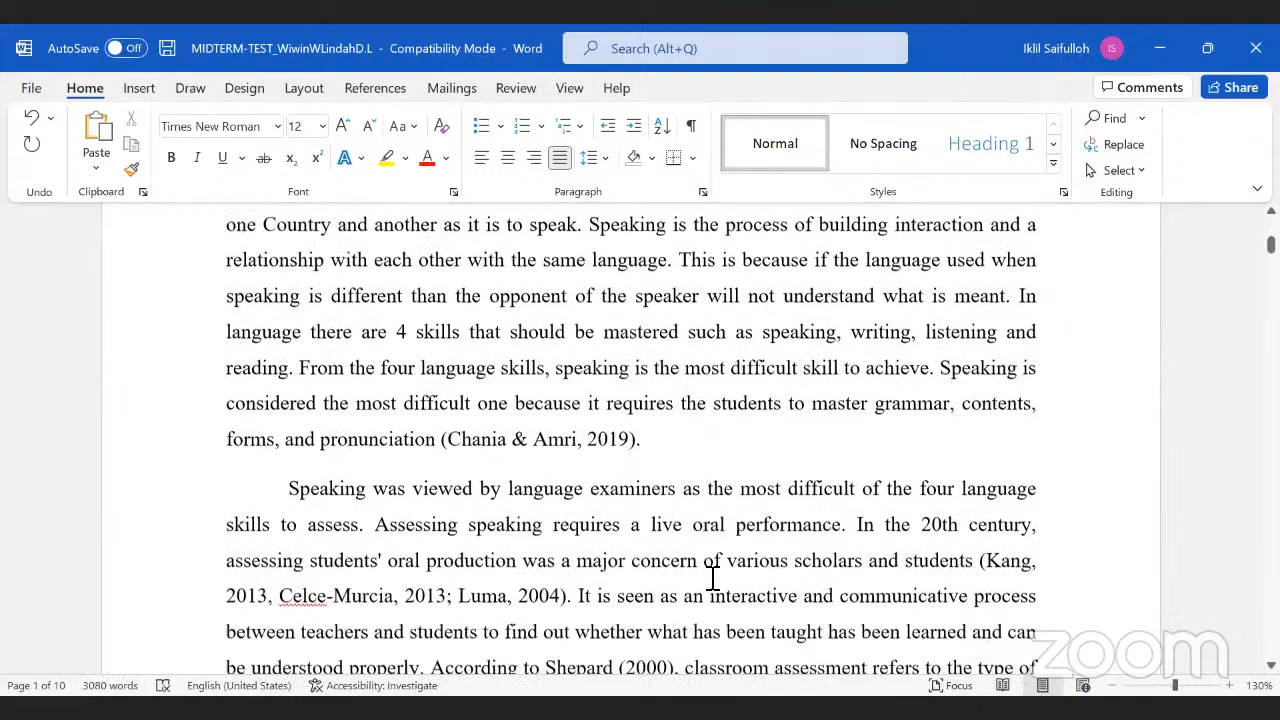 AutoSave Off MIDTERM-TEST_WiwinWLindahD.L - Compatibility Mode - Word Search (Alt+Q) Iklil Saifulloh IS
File Home Insert Draw Design Layout References Mailings Review View Help Comments Share
Times New Roman 12 Aa Find
Paste B I U ab x₂ x² A A Normal No Spacing Heading 1 Replace
Select
Undo Clipboard Font Paragraph Styles Editing
one Country and another as it is to speak. Speaking is the process of building interaction and a
relationship with each other with the same language. This is because if the language used when
speaking is different than the opponent of the speaker will not understand what is meant. In
language there are 4 skills that should be mastered such as speaking, writing, listening and
reading. From the four language skills, speaking is the most difficult skill to achieve. Speaking is
considered the most difficult one because it requires the students to master grammar, contents,
forms, and pronunciation (Chania & Amri, 2019).
Speaking was viewed by language examiners as the most difficult of the four language
skills to assess. Assessing speaking requires a live oral performance. In the 20th century,
assessing students' oral production was a major concern of various scholars and students (Kang,
2013, Celce-Murcia, 2013; Luma, 2004). It is seen as an interactive and communicative process
between teachers and students to find out whether what has been taught has been learned and can
be understood properly. According to Shepard (2000), classroom assessment refers to the type of
zoom
Page 1 of 10 3080 words English (United States) Accessibility: Investigate Focus 130%